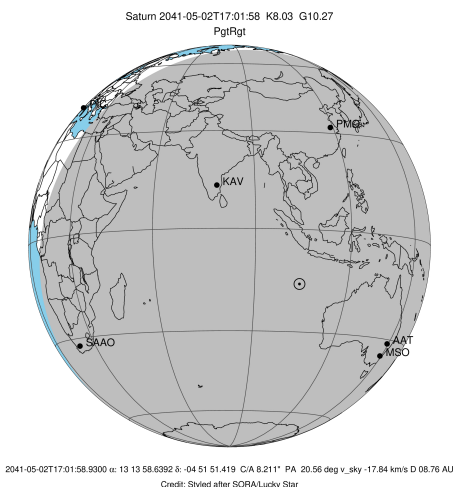 Saturn 2041-05-02T17:01:58 K8.03 G10.27
PgtRgt
PMO
KAV
SAAO
AAT
MSO
2041-05-02T17:01:58.9300 α: 13 13 58.6392 δ: -04 51 51.419 C/A 8.211" PA 20.56 deg v_sky -17.84 km/s D 08.76 AU
Credit: Styled after SORA/Lucky Star